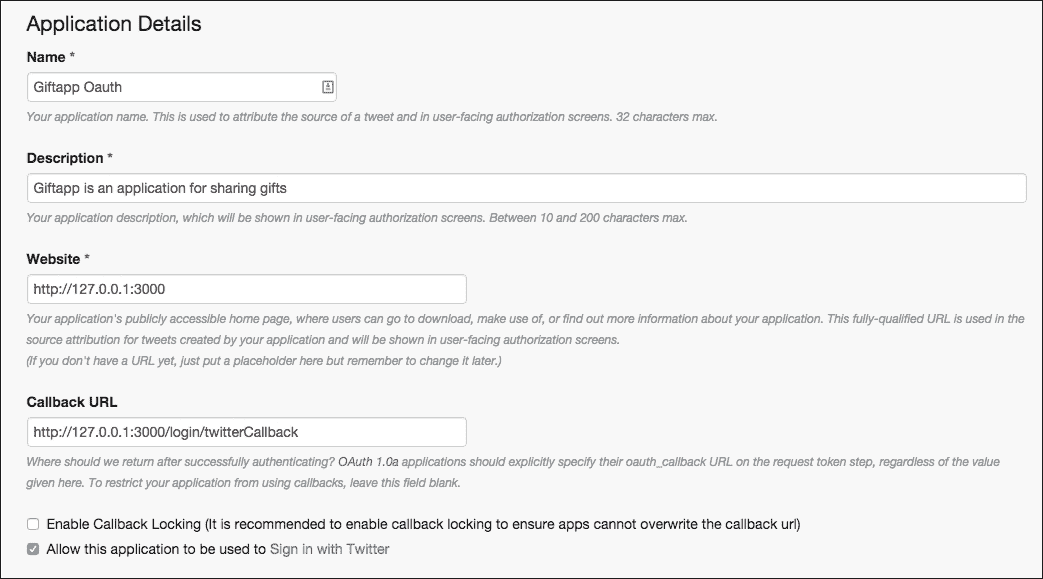 Application Details
Name *
Giftapp Oauth
Your application name. This is used to attribute the source of a tweet and in user-facing authorization screens. 32 characters max.
Description *
Giftapp is an application for sharing gifts
Your application description, which will be shown in user-facing authorization screens. Between 10 and 200 characters max.
Website *
http://127.0.0.1:3000
Your application's publicly accessible home page, where users can go to download, make use of, or find out more information about your application. This fully-qualified URL is used in the
source attribution for tweets created by your application and will be shown in user-facing authorization screens.
(If you don't have a URL yet, just put a placeholder here but remember to change it later.)
Callback URL
http://127.0.0.1:3000/login/twitterCallback
Where should we return after successfully authenticating? OAuth 1.0a applications should explicitly specify their oauth_callback URL on the request token step, regardless of the value
given here. To restrict your application from using callbacks, leave this field blank.
Enable Callback Locking (It is recommended to enable callback locking to ensure apps cannot overwrite the callback url)
Allow this application to be used to Sign in with Twitter